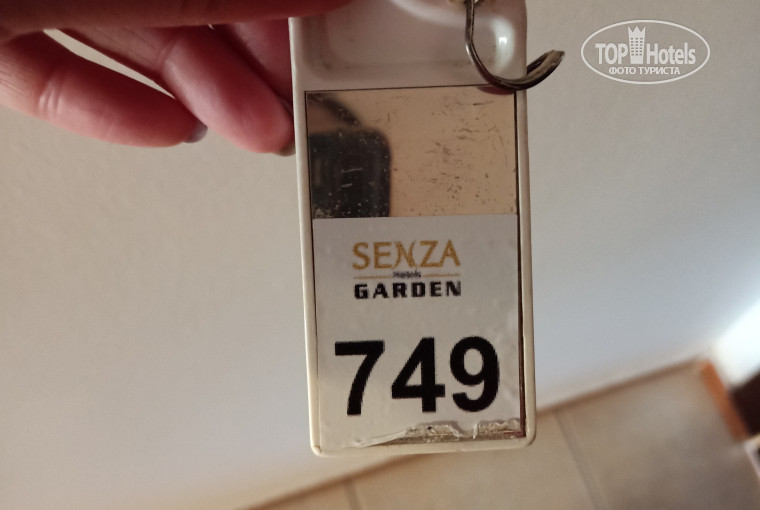 TOP Hotels
ФОТО ТУРИСТА
SENZA
Hotels
GARDEN
749